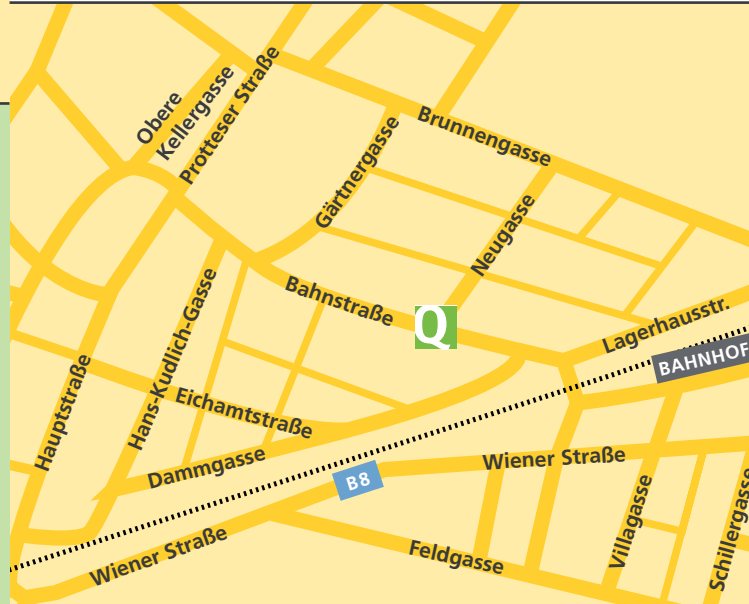 Obere
Kellergasse
Protteser Straße
Brunnengasse
Gärtnergasse
Neugasse
Bahnstraße
Q
Lagerhausstr.
BAHNHOF
Hans-Kudlich-Gasse
Hauptstraße
Eichamtstraße
Dammgasse
B8
Wiener Straße
Wiener Straße
Feldgasse
Villagasse
Schillergasse